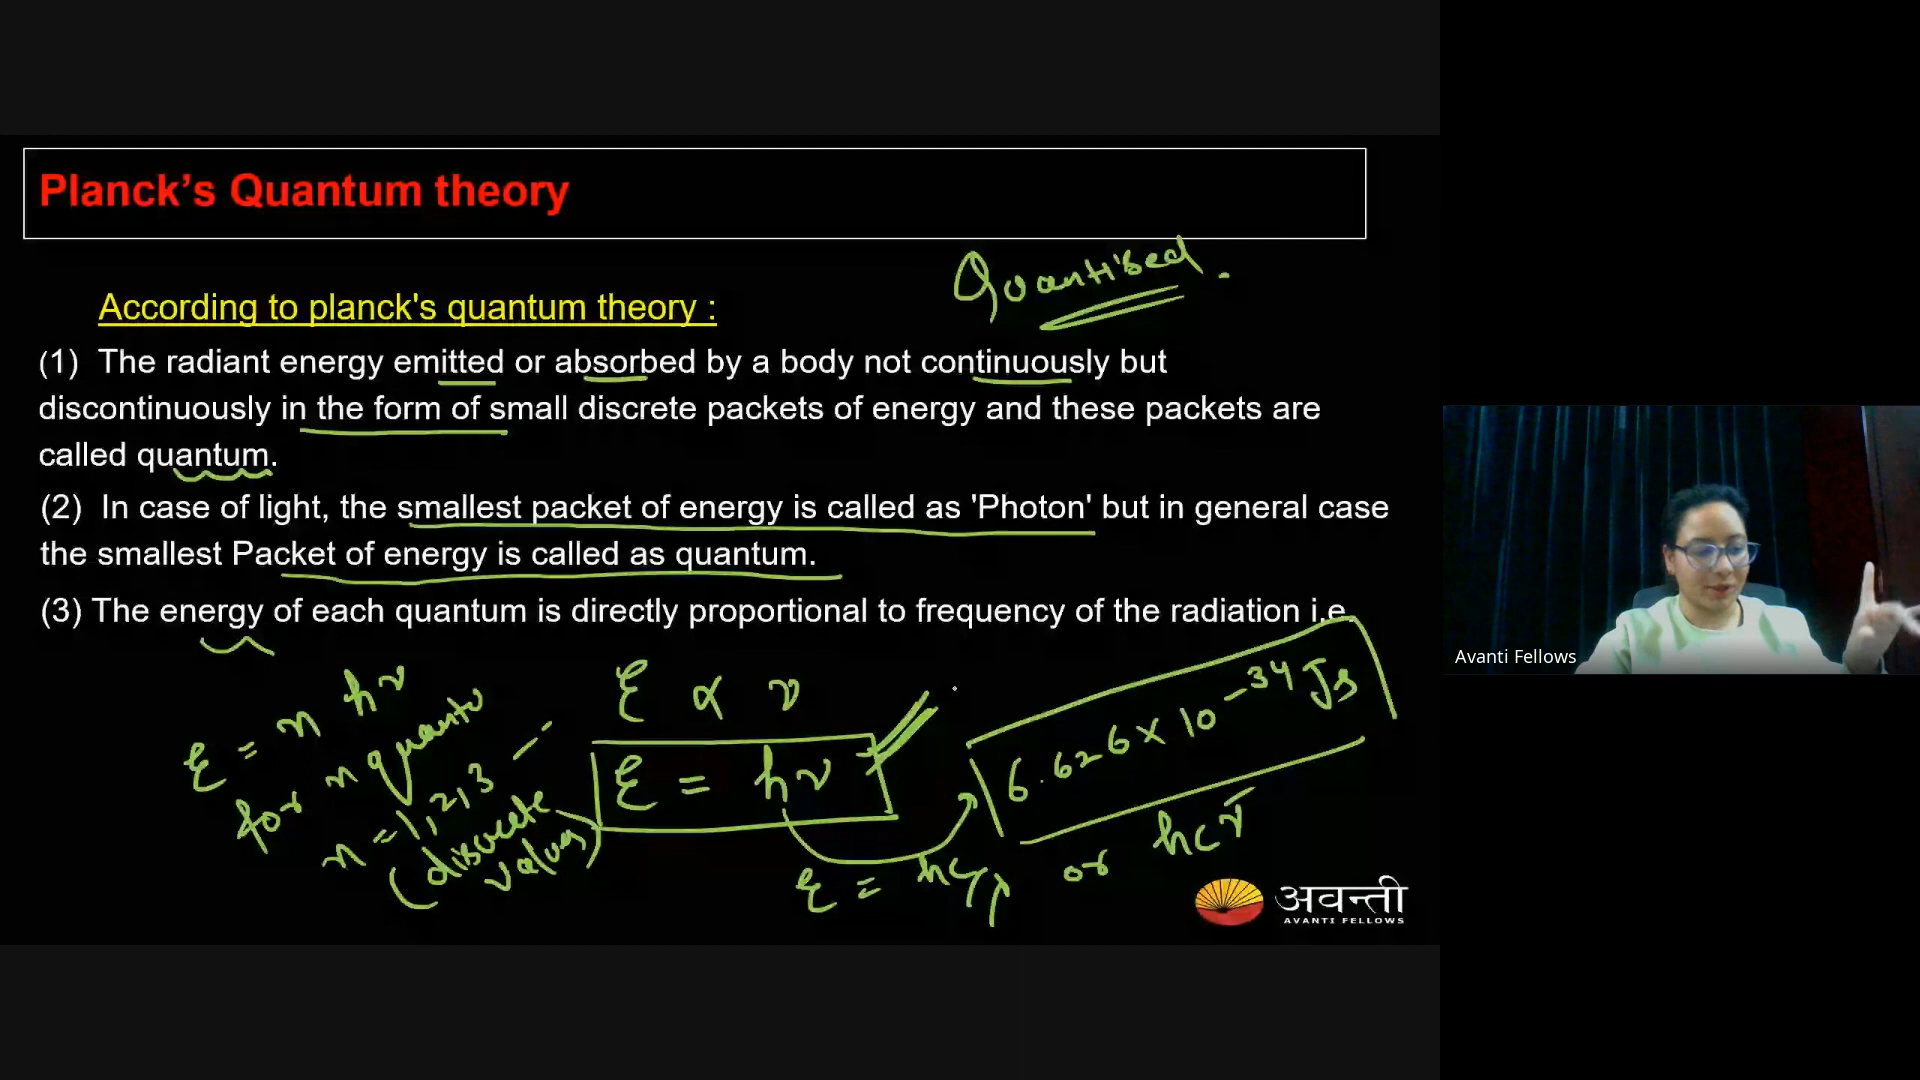 Planck's Quantum theory
Quantised.
According to planck's quantum theory :
(1) The radiant energy emitted or absorbed by a body not continuously but
discontinuously in the form of small discrete packets of energy and these packets are
called quantum.
(2) In case of light, the smallest packet of energy is called as 'Photon' but in general case
the smallest Packet of energy is called as quantum.
(3) The energy of each quantum is directly proportional to frequency of the radiation i.e.
E = n hν
for n quanta
n = 1, 2, 3 –
(discrete
values)
E ∝ ν
E = hν
6.626 × 10⁻³⁴ Js
E = hc/λ or hcν̄
अवन्ती
AVANTI FELLOWS
Avanti Fellows